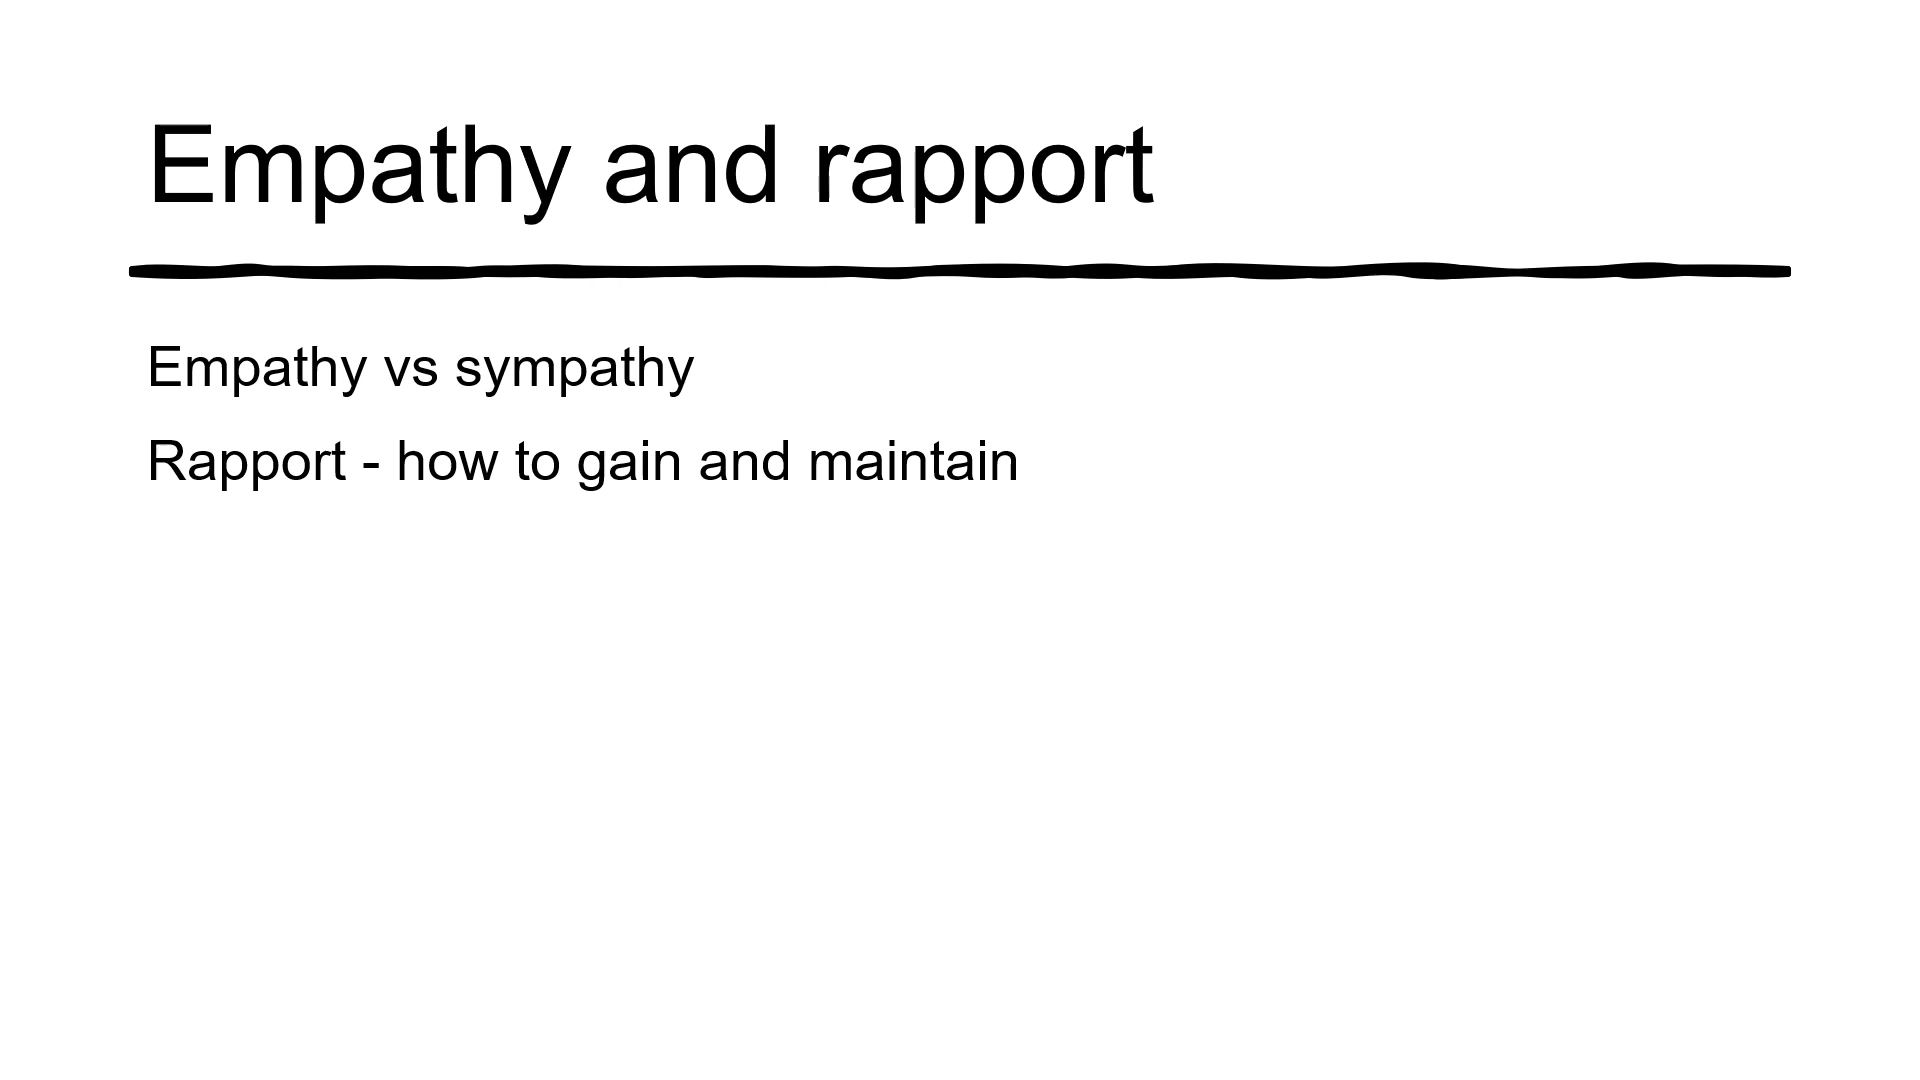 Empathy and rapport
Empathy vs sympathy
Rapport - how to gain and maintain